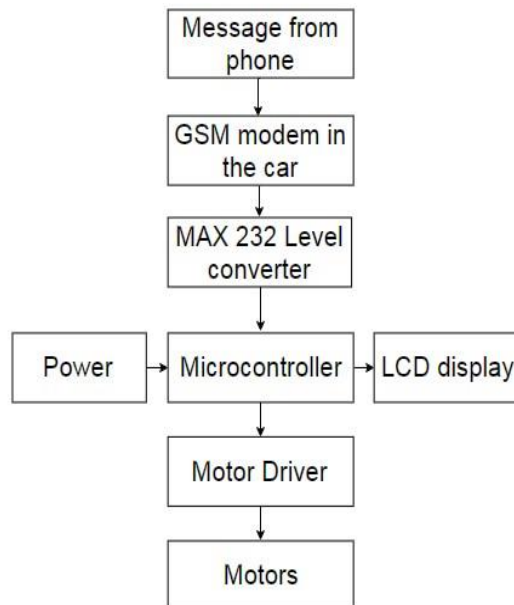 Message from
phone
GSM modem in
the car
MAX 232 Level
converter
Power
Microcontroller
LCD display
Motor Driver
Motors